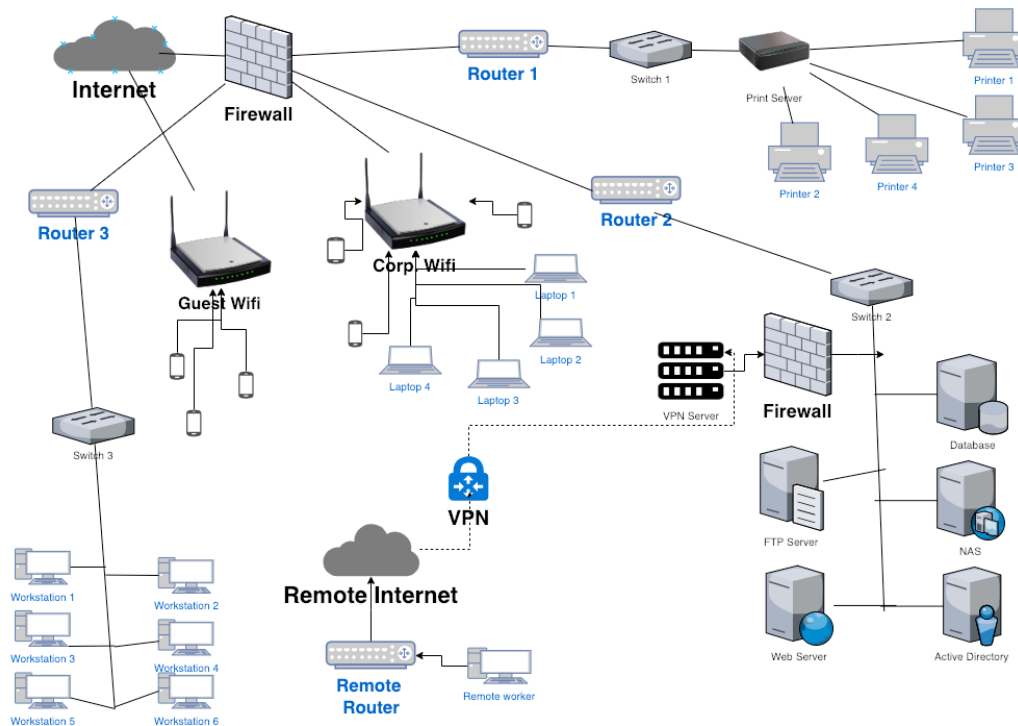 Internet
Firewall
Router 1
Switch 1
Print Server
Printer 1
Printer 2
Printer 4
Printer 3
Router 3
Guest Wifi
Corp. Wifi
Router 2
Laptop 1
Laptop 2
Laptop 4
Laptop 3
Switch 2
VPN Server
Firewall
Database
Switch 3
VPN
FTP Server
NAS
Workstation 1
Workstation 2
Workstation 3
Workstation 4
Workstation 5
Workstation 6
Remote Internet
Remote
Router
Remote worker
Web Server
Active Directory